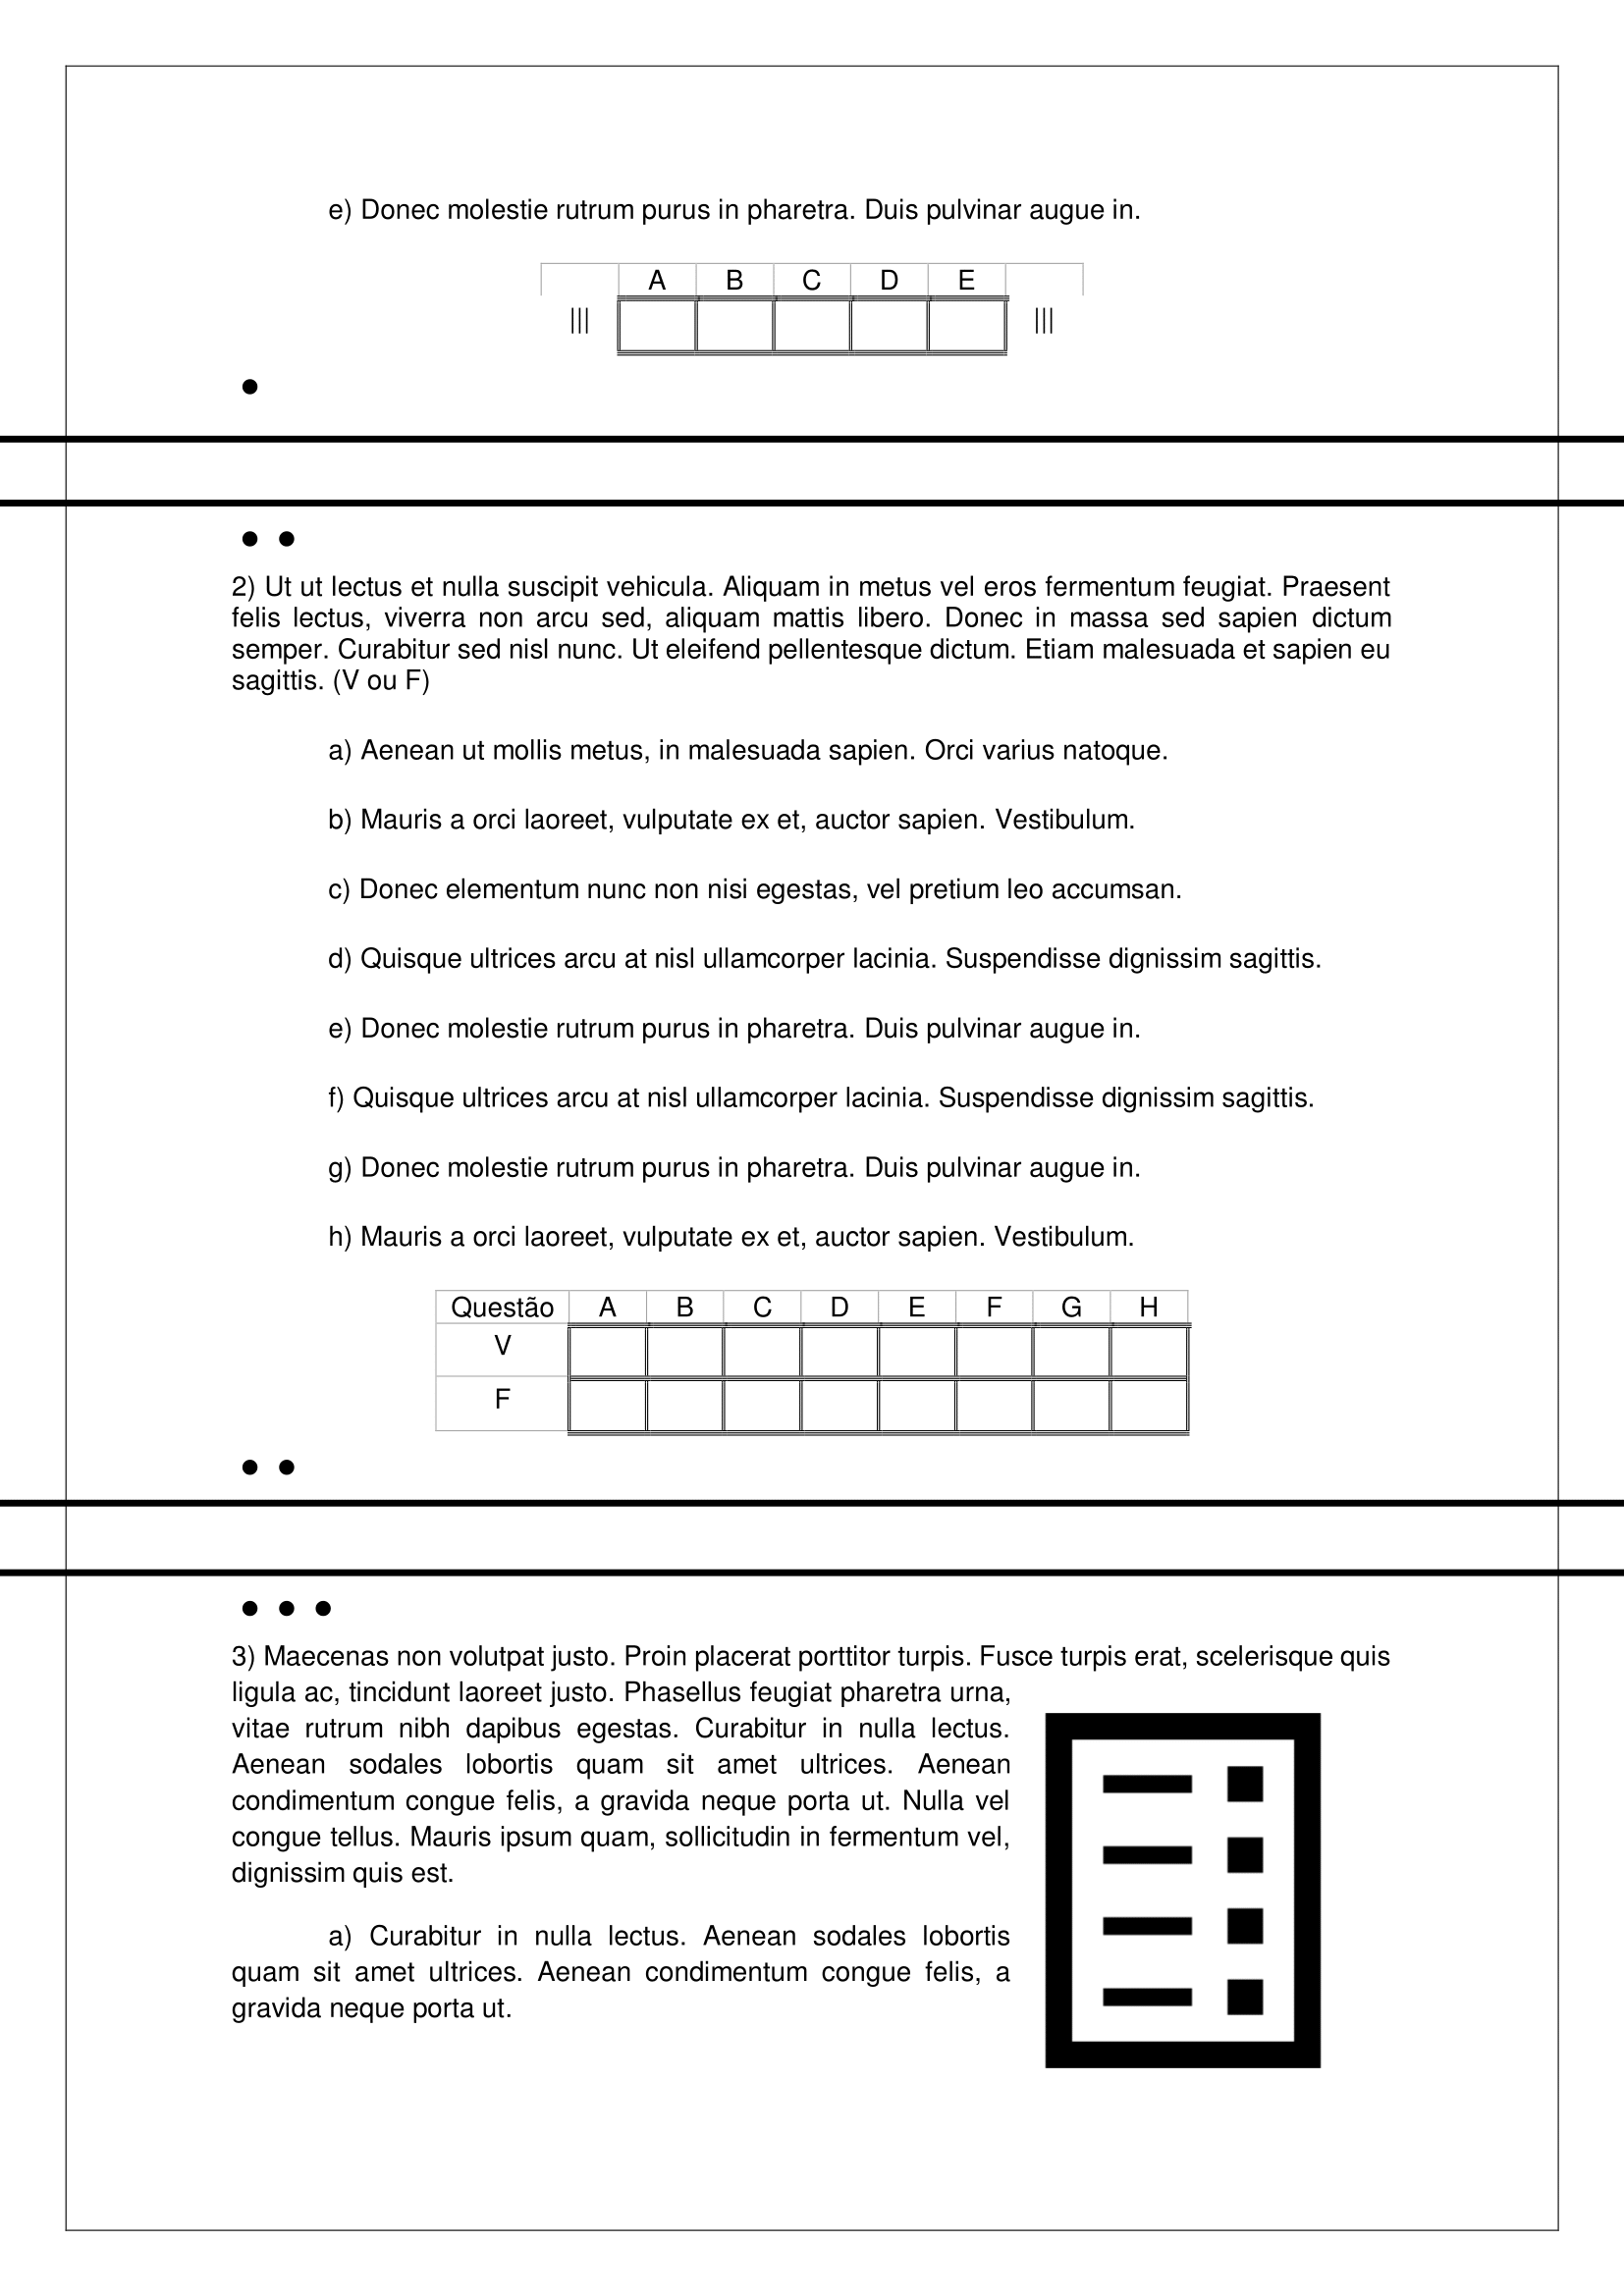 e) Donec molestie rutrum purus in pharetra. Duis pulvinar augue in.
A B C D E
||| |||
●
● ●
2) Ut ut lectus et nulla suscipit vehicula. Aliquam in metus vel eros fermentum feugiat. Praesent
felis lectus, viverra non arcu sed, aliquam mattis libero. Donec in massa sed sapien dictum
semper. Curabitur sed nisl nunc. Ut eleifend pellentesque dictum. Etiam malesuada et sapien eu
sagittis. (V ou F)
a) Aenean ut mollis metus, in malesuada sapien. Orci varius natoque.
b) Mauris a orci laoreet, vulputate ex et, auctor sapien. Vestibulum.
c) Donec elementum nunc non nisi egestas, vel pretium leo accumsan.
d) Quisque ultrices arcu at nisl ullamcorper lacinia. Suspendisse dignissim sagittis.
e) Donec molestie rutrum purus in pharetra. Duis pulvinar augue in.
f) Quisque ultrices arcu at nisl ullamcorper lacinia. Suspendisse dignissim sagittis.
g) Donec molestie rutrum purus in pharetra. Duis pulvinar augue in.
h) Mauris a orci laoreet, vulputate ex et, auctor sapien. Vestibulum.
Questão A B C D E F G H
V
F
● ●
● ● ●
3) Maecenas non volutpat justo. Proin placerat porttitor turpis. Fusce turpis erat, scelerisque quis
ligula ac, tincidunt laoreet justo. Phasellus feugiat pharetra urna,
vitae rutrum nibh dapibus egestas. Curabitur in nulla lectus.
Aenean sodales lobortis quam sit amet ultrices. Aenean
condimentum congue felis, a gravida neque porta ut. Nulla vel
congue tellus. Mauris ipsum quam, sollicitudin in fermentum vel,
dignissim quis est.
a) Curabitur in nulla lectus. Aenean sodales lobortis
quam sit amet ultrices. Aenean condimentum congue felis, a
gravida neque porta ut.